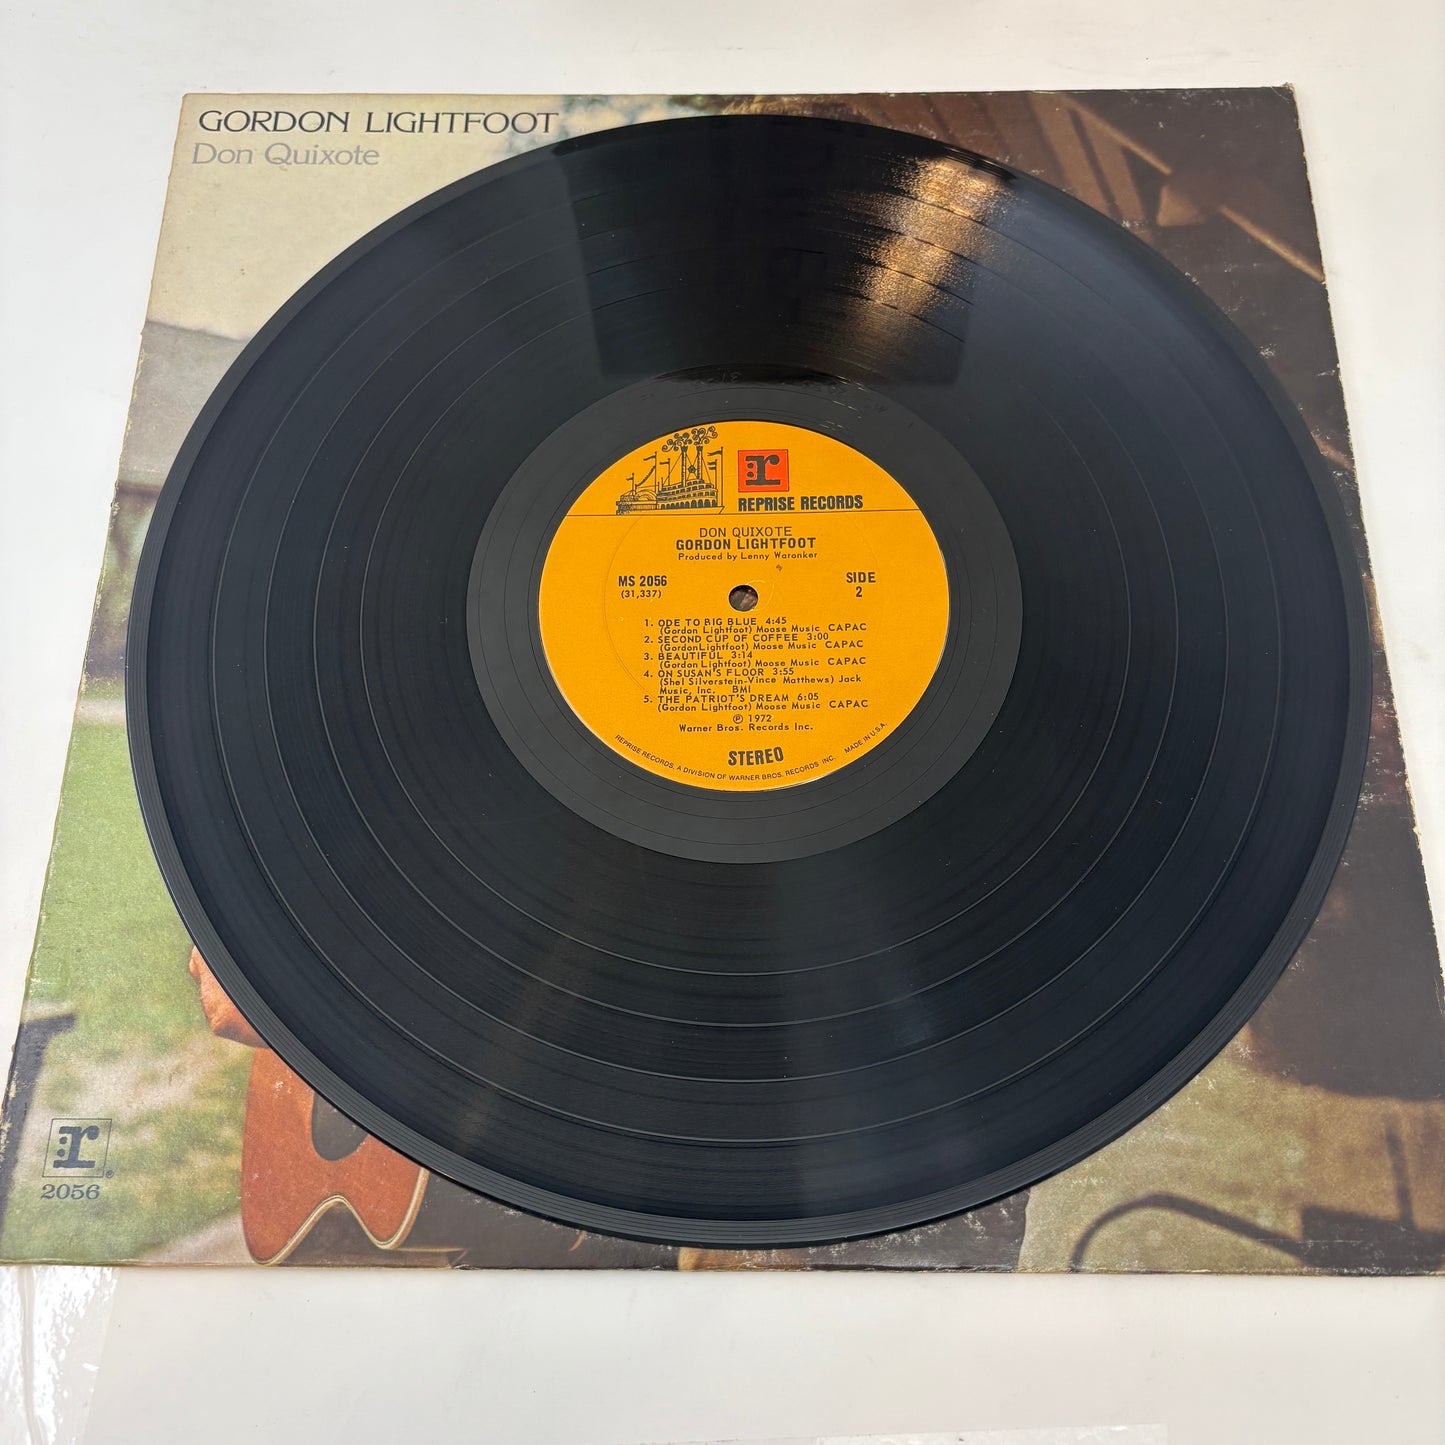 GORDON LIGHTFOOT
Don Quixote
r
REPRISE RECORDS
DON QUIXOTE
GORDON LIGHTFOOT
Produced by Lenny Waronker
MS 2056
(31,337)
SIDE
2
1. ODE TO BIG BLUE 4:45
(Gordon Lightfoot) Moose Music CAPAC
2. SECOND CUP OF COFFEE 3:00
(GordonLightfoot) Moose Music CAPAC
3. BEAUTIFUL 3:14
(Gordon Lightfoot) Moose Music CAPAC
4. ON SUSAN'S FLOOR 3:55
(Shel Silverstein-Vince Matthews) Jack
Music, Inc. BMI
5. THE PATRIOT'S DREAM 6:05
(Gordon Lightfoot) Moose Music CAPAC
℗ 1972
Warner Bros. Records Inc.
STEREO
REPRISE RECORDS, A DIVISION OF WARNER BROS. RECORDS INC. MADE IN U.S.A.
r®
2056